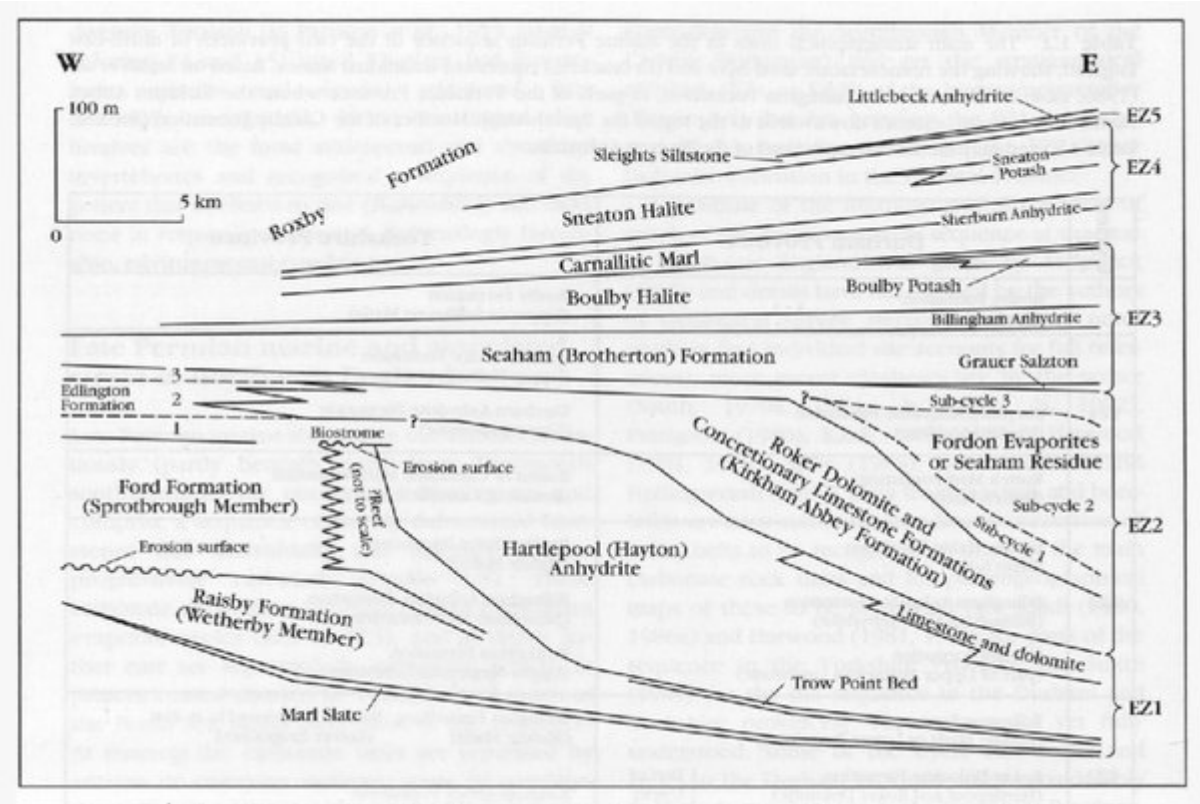 W
E
100 m
5 km
0
Littlebeck Anhydrite
EZ5
Sleights Siltstone
Sneaton
Potash
EZ4
Roxby
Formation
Sneaton Halite
Sherburn Anhydrite
Carnallitic Marl
Boulby Potash
Boulby Halite
Billingham Anhydrite
EZ3
Seaham (Brotherton) Formation
Grauer Salzton
3
Edlington
Formation
2
1
?
?
Sub-cycle 3
Biostrome
Erosion surface
Fordon Evaporites
or Seaham Residue
Roker Dolomite and
Concretionary Limestone Formations
(Kirkham Abbey
Formation)
Sub-cycle 2
Sub-cycle 1
EZ2
Ford Formation
(Sprotbrough Member)
reef
(not to scale)
Erosion surface
Hartlepool (Hayton)
Anhydrite
Raisby Formation
(Wetherby Member)
Limestone and dolomite
Trow Point Bed
Marl Slate
EZ1